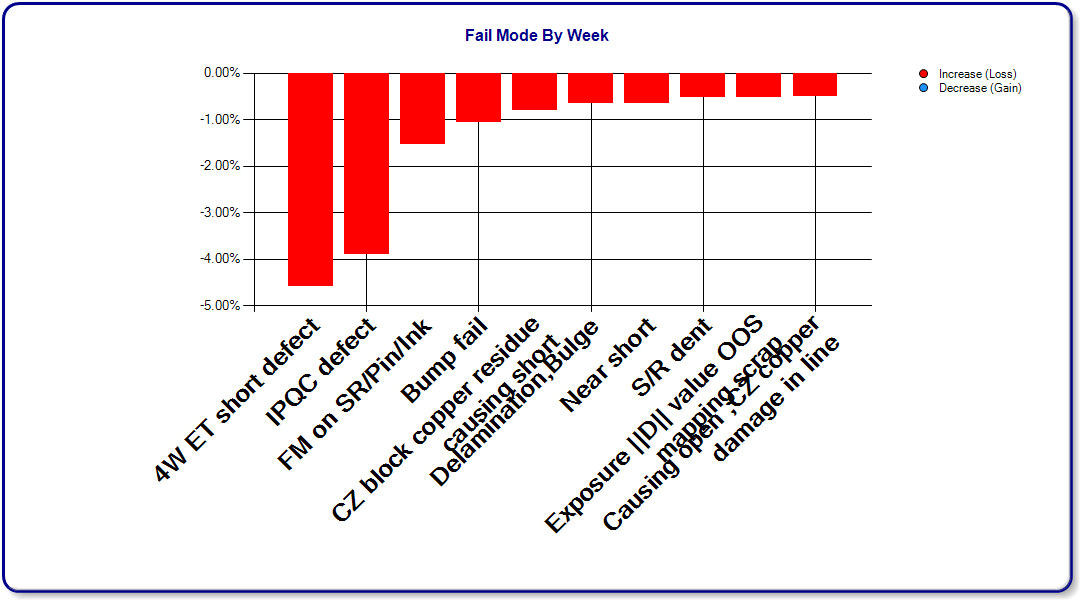 Fail Mode By Week
Increase (Loss)
Decrease (Gain)
0.00%
-1.00%
-2.00%
-3.00%
-4.00%
-5.00%
4W ET short defect
IPQC defect
FM on SR/Pin/Ink
Bump fail
CZ block copper residue
causing short
Delamination,Bulge
Near short
S/R dent
Exposure ||D|| value OOS
mapping scrap
Causing open ,CZ copper
damage in line